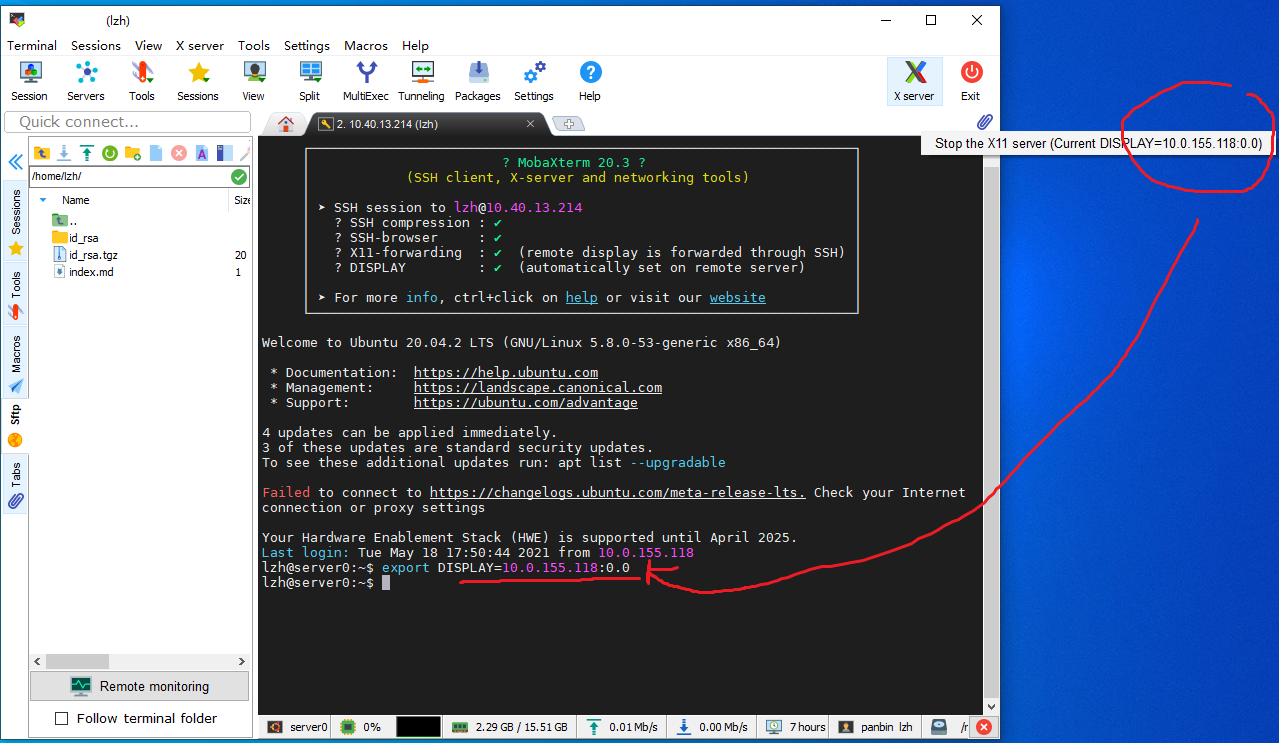 (lzh)
Terminal Sessions View X server Tools Settings Macros Help
Session Servers Tools Sessions View Split MultiExec Tunneling Packages Settings Help X server Exit
Quick connect...
2. 10.40.13.214 (lzh)
Stop the X11 server (Current DISPLAY=10.0.155.118:0.0)
/home/lzh/
Name Size
..
id_rsa
id_rsa.tgz 20
index.md 1
Sessions
Tools
Macros
Sftp
Tabs
? MobaXterm 20.3 ?
(SSH client, X-server and networking tools)
➤ SSH session to lzh@10.40.13.214
? SSH compression : ✔
? SSH-browser : ✔
? X11-forwarding : ✔ (remote display is forwarded through SSH)
? DISPLAY : ✔ (automatically set on remote server)
➤ For more info, ctrl+click on help or visit our website
Welcome to Ubuntu 20.04.2 LTS (GNU/Linux 5.8.0-53-generic x86_64)
* Documentation: https://help.ubuntu.com
* Management: https://landscape.canonical.com
* Support: https://ubuntu.com/advantage
4 updates can be applied immediately.
3 of these updates are standard security updates.
To see these additional updates run: apt list --upgradable
Failed to connect to https://changelogs.ubuntu.com/meta-release-lts. Check your Internet
connection or proxy settings
Your Hardware Enablement Stack (HWE) is supported until April 2025.
Last login: Tue May 18 17:50:44 2021 from 10.0.155.118
lzh@server0:~$ export DISPLAY=10.0.155.118:0.0
lzh@server0:~$
Remote monitoring
Follow terminal folder
server0 0% 2.29 GB / 15.51 GB 0.01 Mb/s 0.00 Mb/s 7 hours panbin lzh /r